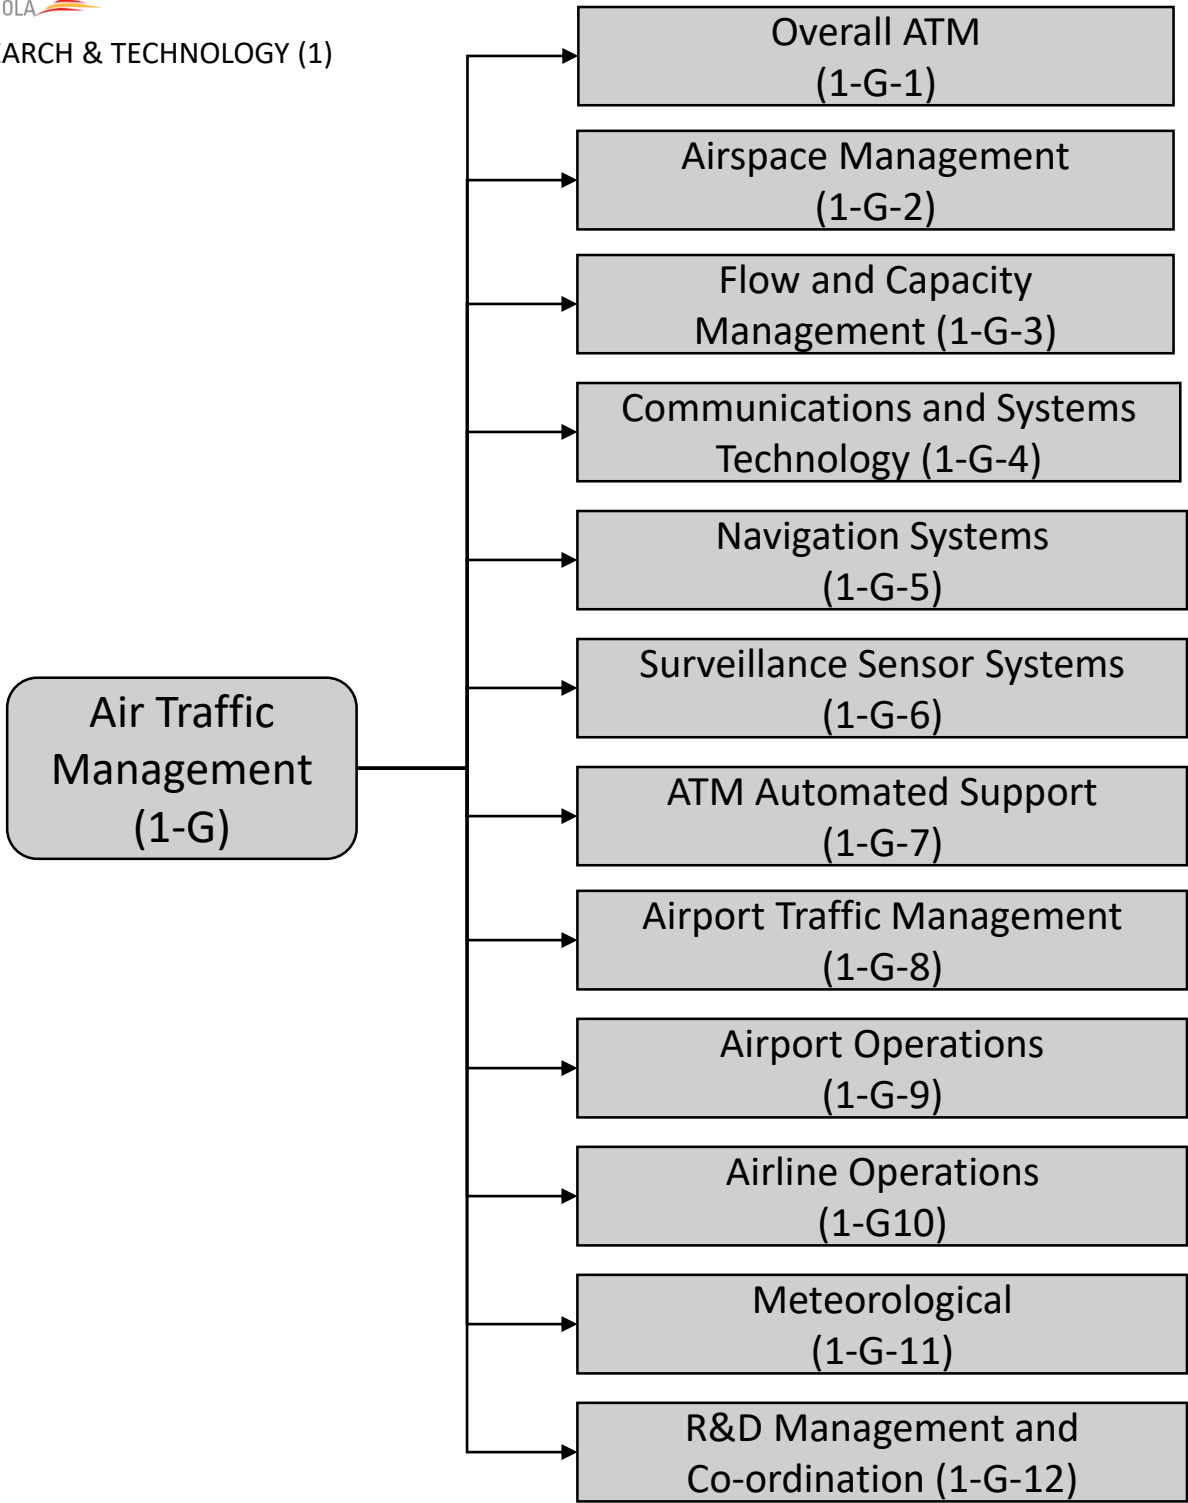 OLA
EARCH & TECHNOLOGY (1)
Overall ATM
(1-G-1)
Airspace Management
(1-G-2)
Flow and Capacity
Management (1-G-3)
Communications and Systems
Technology (1-G-4)
Navigation Systems
(1-G-5)
Surveillance Sensor Systems
(1-G-6)
Air Traffic
Management
(1-G)
ATM Automated Support
(1-G-7)
Airport Traffic Management
(1-G-8)
Airport Operations
(1-G-9)
Airline Operations
(1-G10)
Meteorological
(1-G-11)
R&D Management and
Co-ordination (1-G-12)